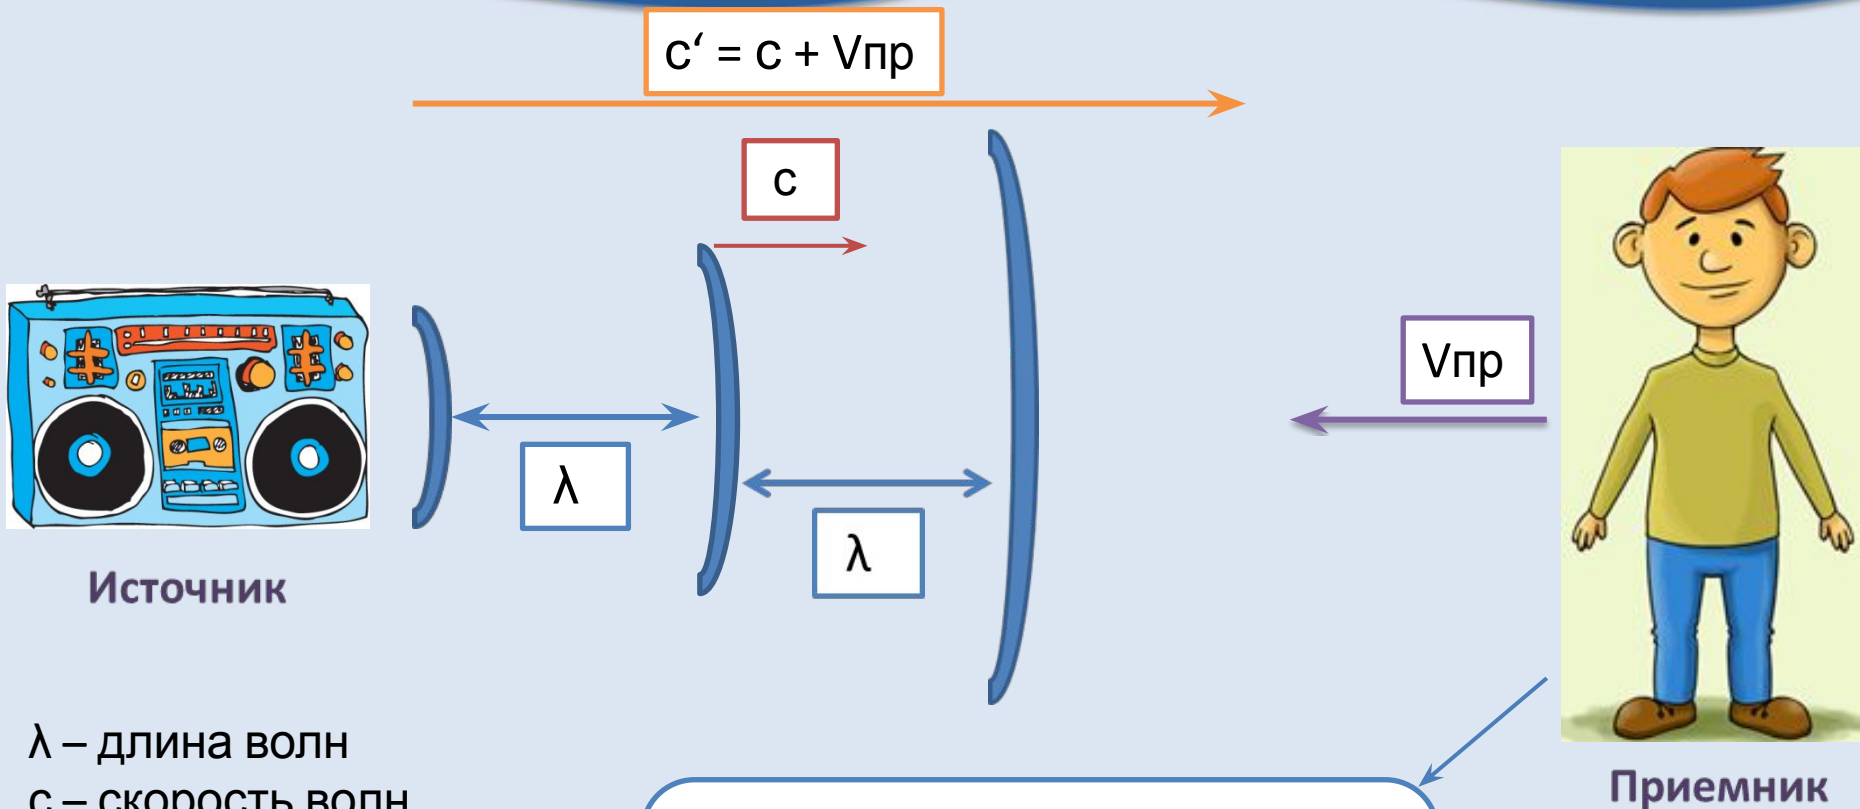 c‘ = c + Vпр
c
Vпр
λ
λ
Источник
λ – длина волн
с – скорость волн
Приемник